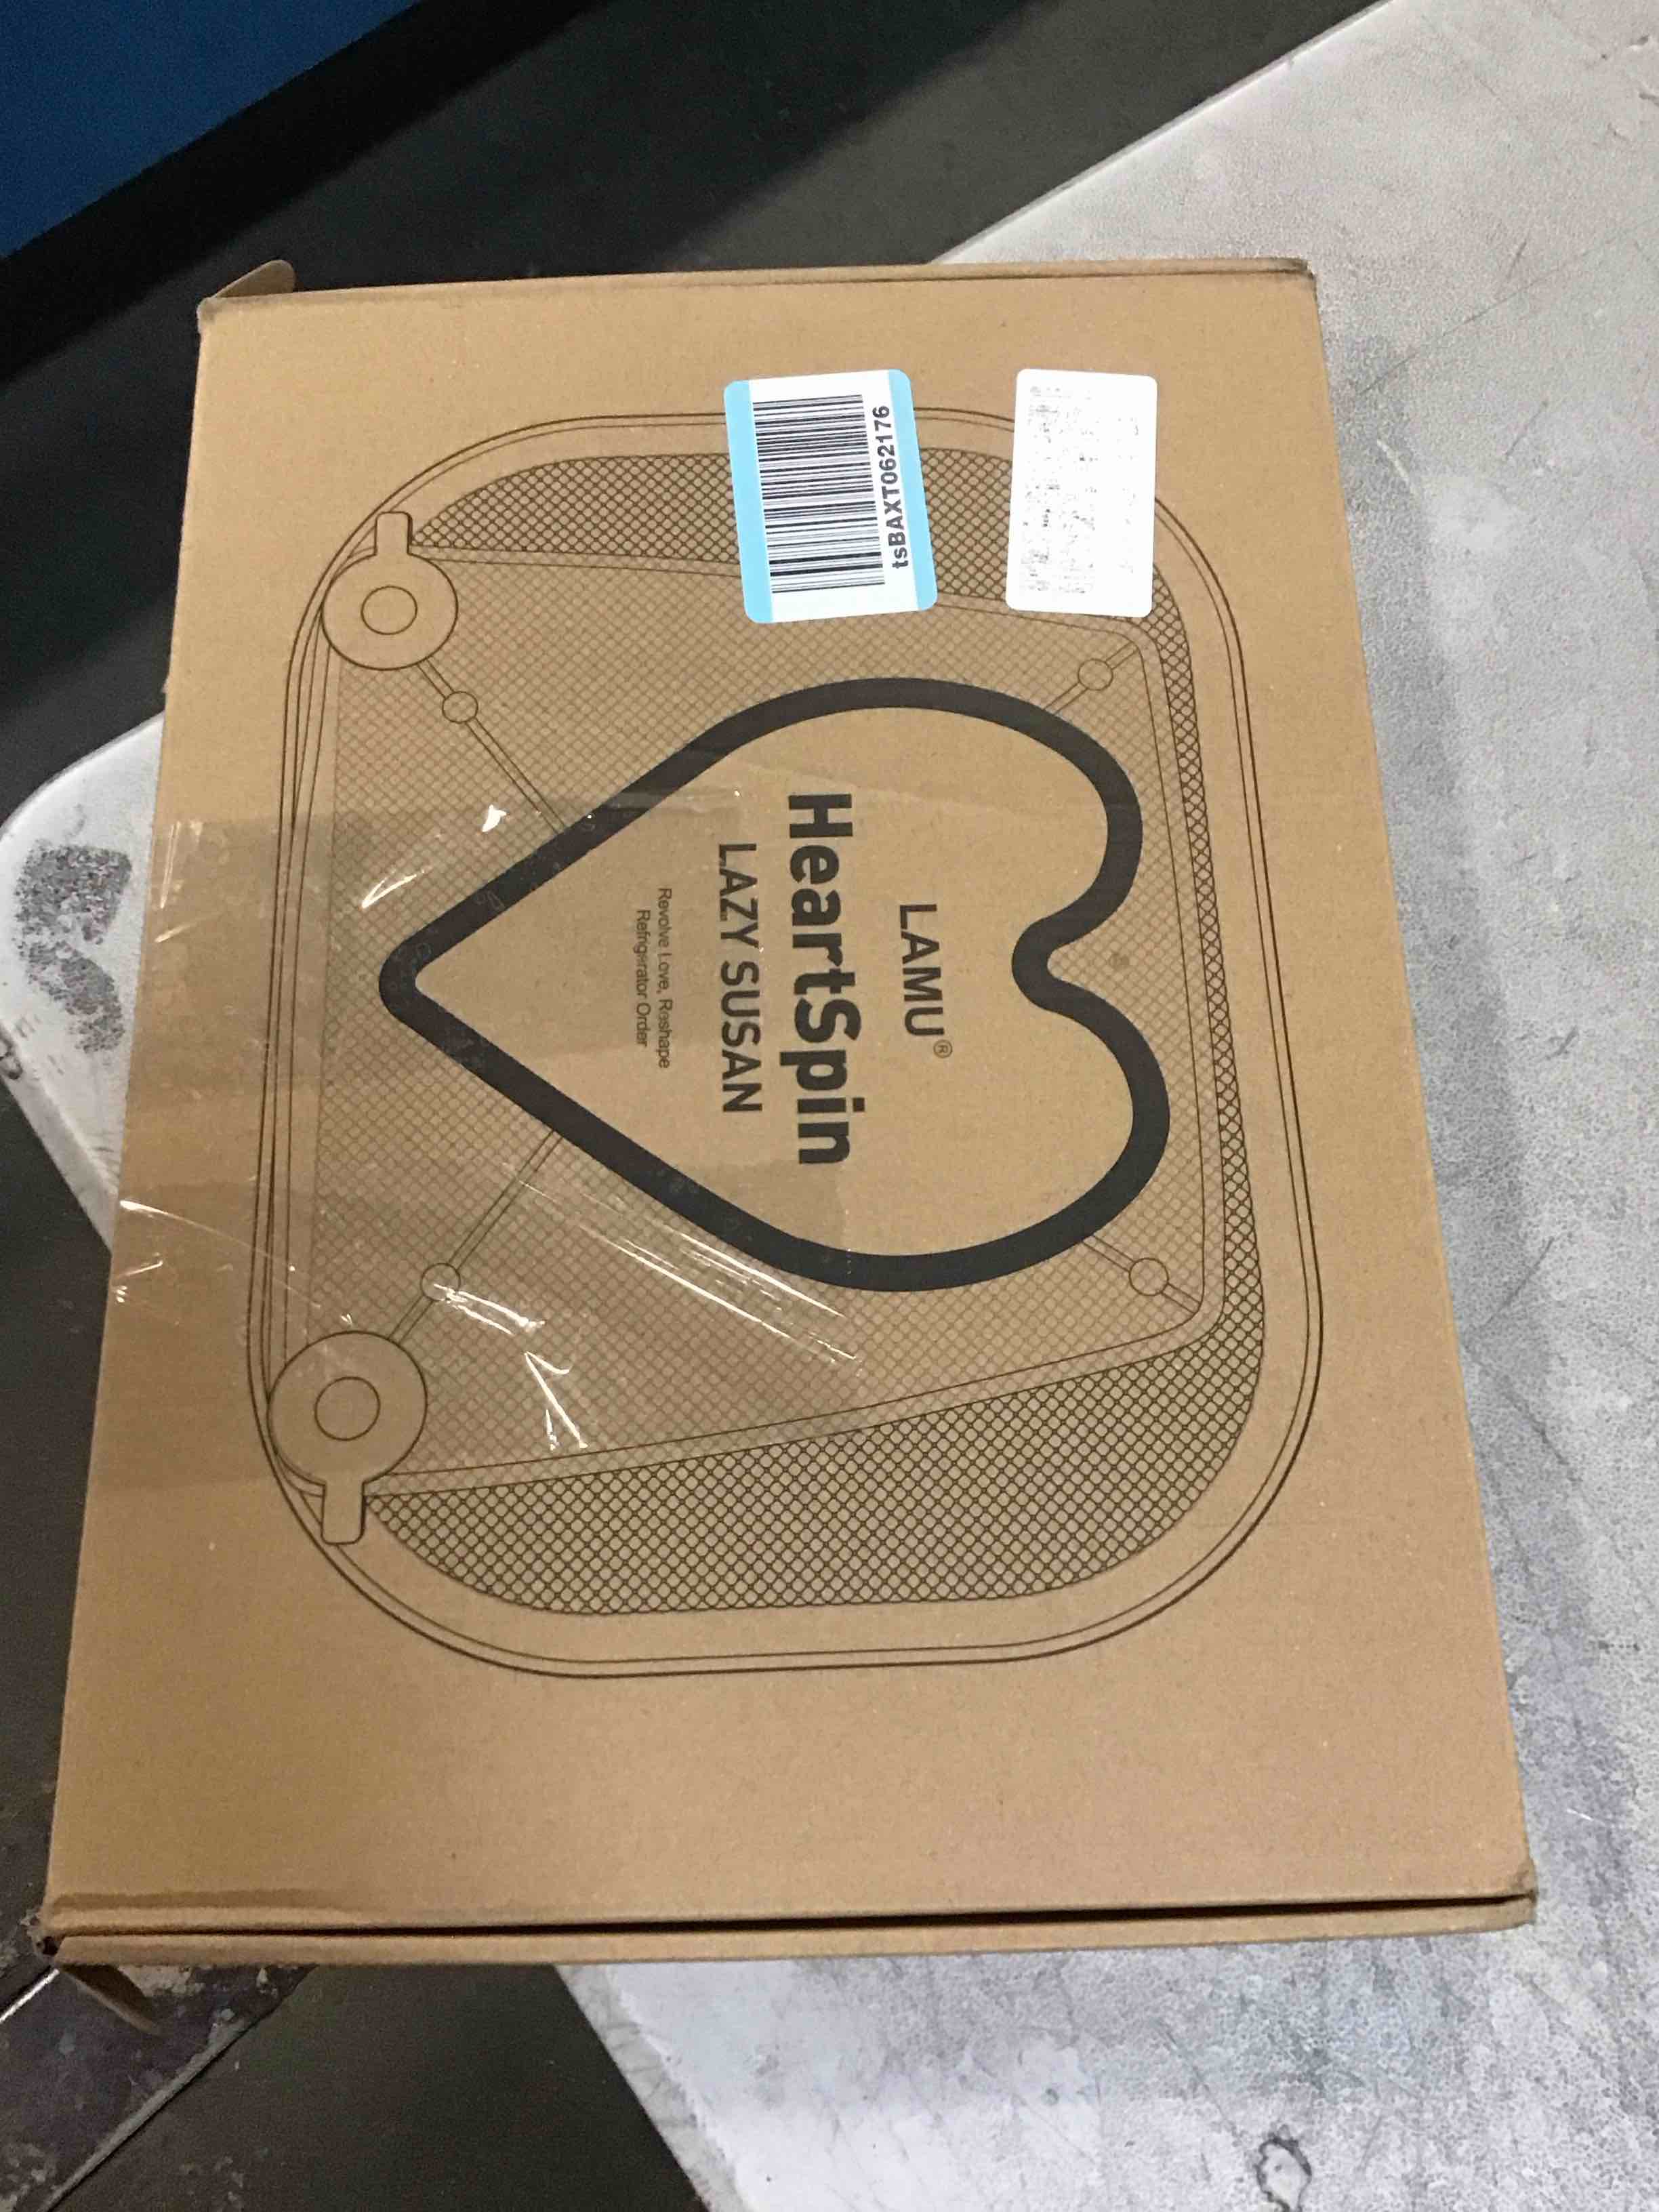 LAMU®
HeartSpin
LAZY SUSAN
Revolve Love, Reshape
Refrigerator Order
tsBAXT062176